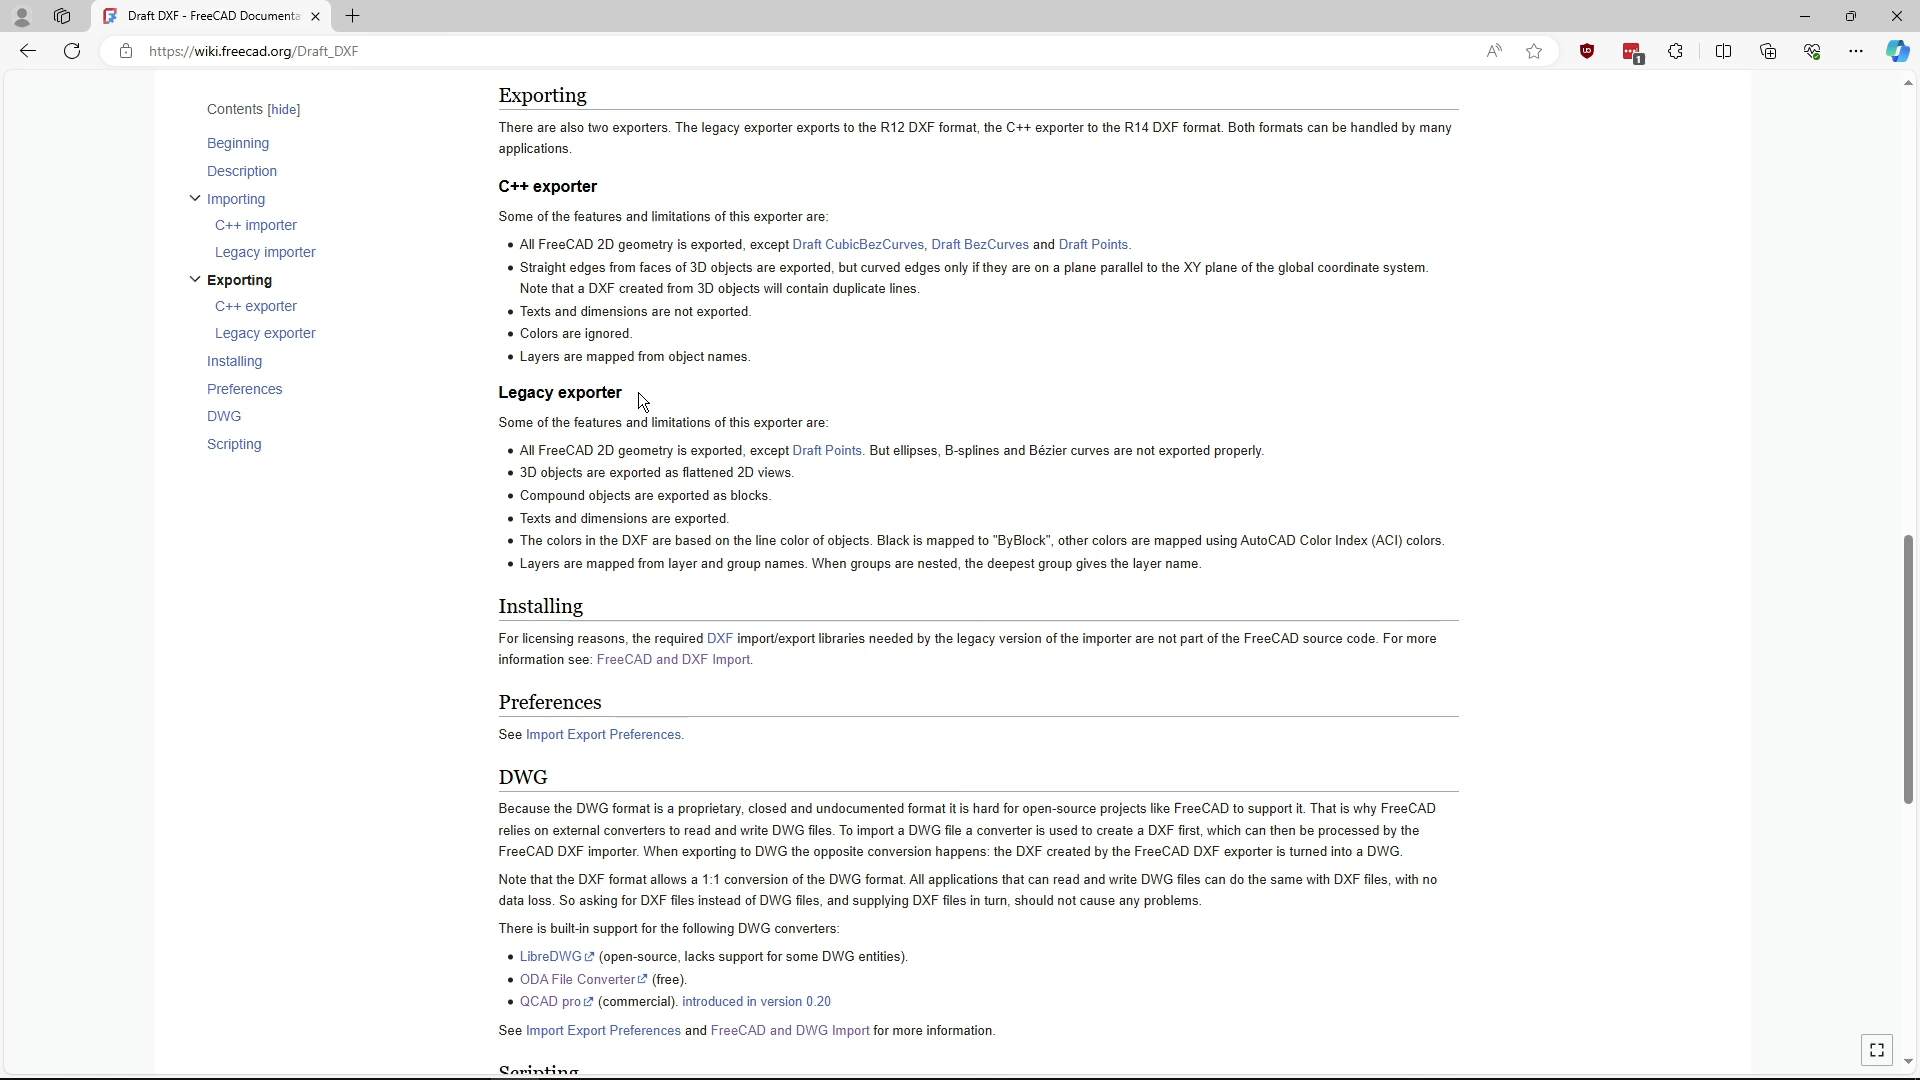 Draft DXF - FreeCAD Documenta
https://wiki.freecad.org/Draft_DXF
1
Contents [hide]
Beginning
Description
Importing
C++ importer
Legacy importer
Exporting
C++ exporter
Legacy exporter
Installing
Preferences
DWG
Scripting
Exporting
There are also two exporters. The legacy exporter exports to the R12 DXF format, the C++ exporter to the R14 DXF format. Both formats can be handled by many
applications.
C++ exporter
Some of the features and limitations of this exporter are:
• All FreeCAD 2D geometry is exported, except Draft CubicBezCurves, Draft BezCurves and Draft Points.
• Straight edges from faces of 3D objects are exported, but curved edges only if they are on a plane parallel to the XY plane of the global coordinate system.
Note that a DXF created from 3D objects will contain duplicate lines.
• Texts and dimensions are not exported.
• Colors are ignored.
• Layers are mapped from object names.
Legacy exporter
Some of the features and limitations of this exporter are:
• All FreeCAD 2D geometry is exported, except Draft Points. But ellipses, B-splines and Bézier curves are not exported properly.
• 3D objects are exported as flattened 2D views.
• Compound objects are exported as blocks.
• Texts and dimensions are exported.
• The colors in the DXF are based on the line color of objects. Black is mapped to "ByBlock", other colors are mapped using AutoCAD Color Index (ACI) colors.
• Layers are mapped from layer and group names. When groups are nested, the deepest group gives the layer name.
Installing
For licensing reasons, the required DXF import/export libraries needed by the legacy version of the importer are not part of the FreeCAD source code. For more
information see: FreeCAD and DXF Import.
Preferences
See Import Export Preferences.
DWG
Because the DWG format is a proprietary, closed and undocumented format it is hard for open-source projects like FreeCAD to support it. That is why FreeCAD
relies on external converters to read and write DWG files. To import a DWG file a converter is used to create a DXF first, which can then be processed by the
FreeCAD DXF importer. When exporting to DWG the opposite conversion happens: the DXF created by the FreeCAD DXF exporter is turned into a DWG.
Note that the DXF format allows a 1:1 conversion of the DWG format. All applications that can read and write DWG files can do the same with DXF files, with no
data loss. So asking for DXF files instead of DWG files, and supplying DXF files in turn, should not cause any problems.
There is built-in support for the following DWG converters:
• LibreDWG (open-source, lacks support for some DWG entities).
• ODA File Converter (free).
• QCAD pro (commercial). introduced in version 0.20
See Import Export Preferences and FreeCAD and DWG Import for more information.
Scripting